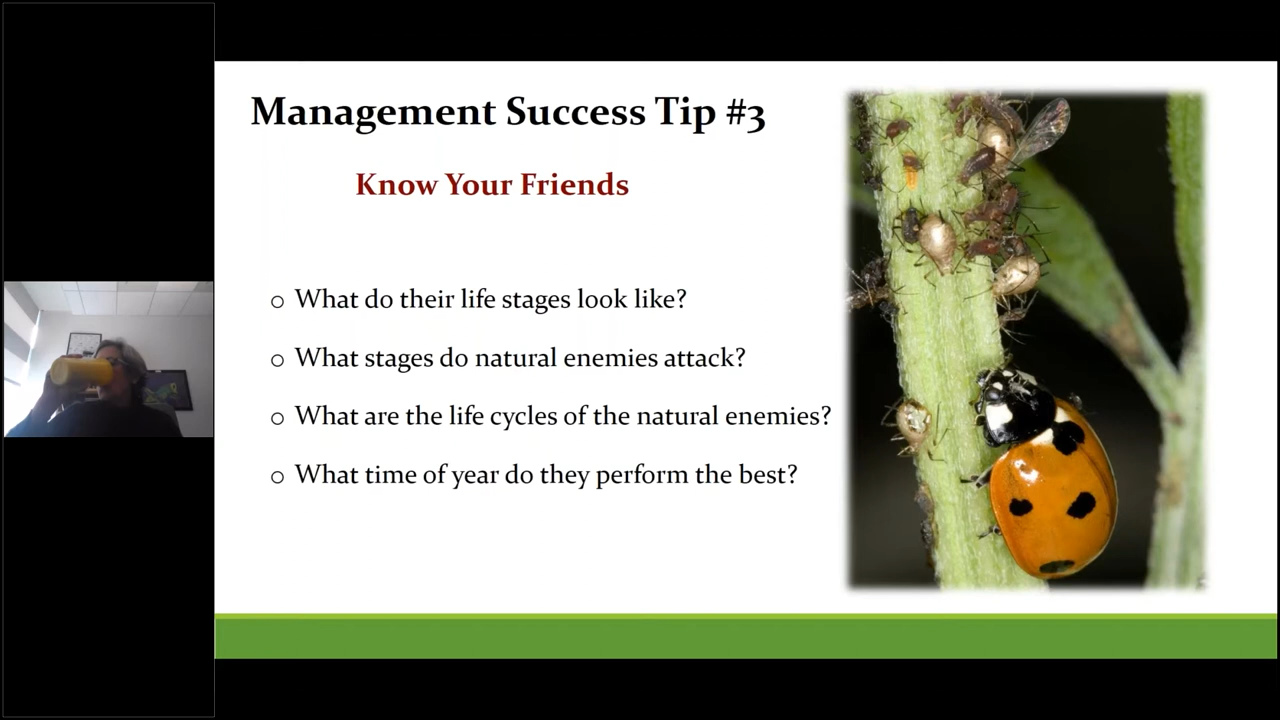 Management Success Tip #3
Know Your Friends
o What do their life stages look like?
o What stages do natural enemies attack?
o What are the life cycles of the natural enemies?
o What time of year do they perform the best?